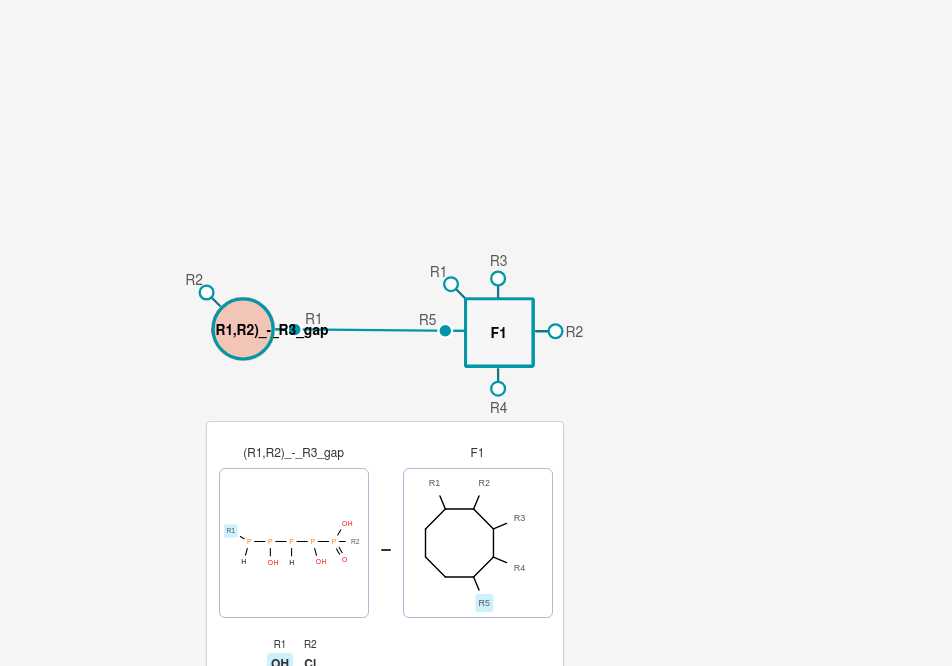 R3
R1
R2
R1
R5
(R1,R2)_-_R3_gap
F1
R2
R4
(R1,R2)_-_R3_gap
F1
R1
R2
R3
R4
R5
R1
P
P
P
P
P
R2
OH
H
OH
H
OH
O
R1 R2
OH Cl